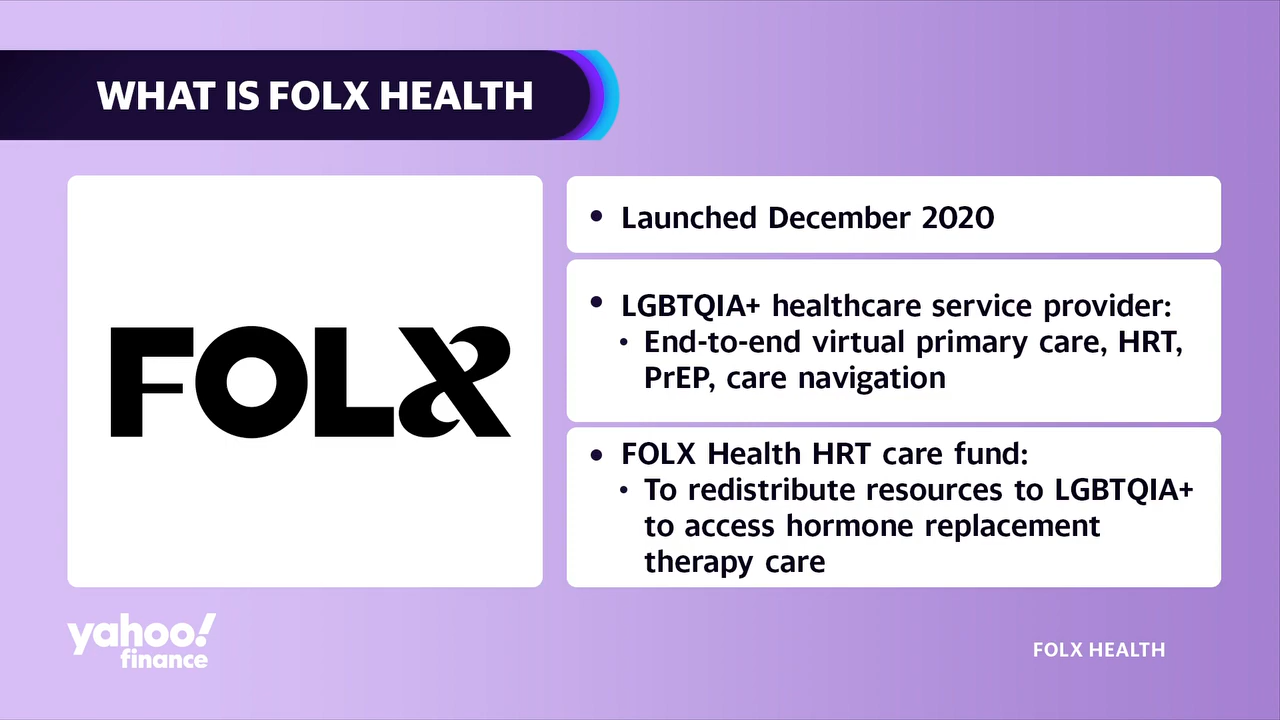 WHAT IS FOLX HEALTH
FOLX
• Launched December 2020
• LGBTQIA+ healthcare service provider:
• End-to-end virtual primary care, HRT,
PrEP, care navigation
• FOLX Health HRT care fund:
• To redistribute resources to LGBTQIA+
to access hormone replacement
therapy care
yahoo!
finance
FOLX HEALTH